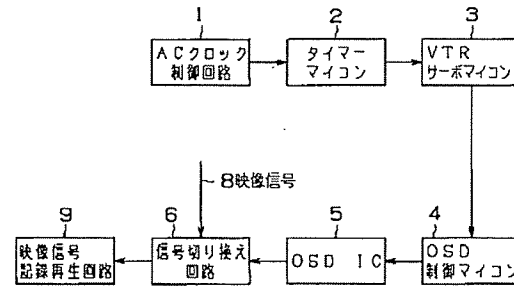 1
ACクロック
制御回路
2
タイマー
マイコン
3
VTR
サーボマイコン
8映像信号
9
映像信号
記録再生回路
6
信号切り換え
回路
5
OSD IC
4
OSD
制御マイコン